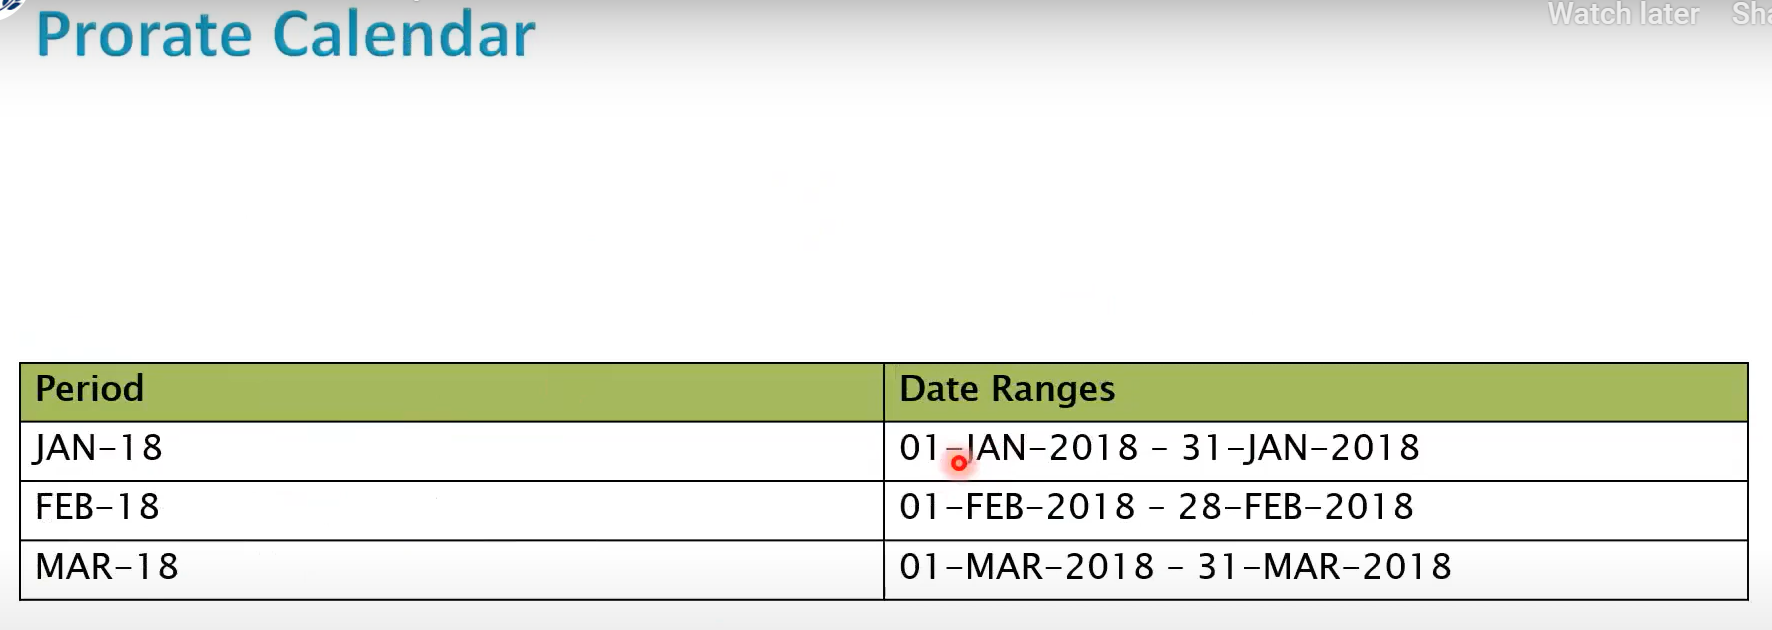 Prorate Calendar
Watch later
Period Date Ranges
JAN-18 01-JAN-2018 - 31-JAN-2018
FEB-18 01-FEB-2018 - 28-FEB-2018
MAR-18 01-MAR-2018 - 31-MAR-2018